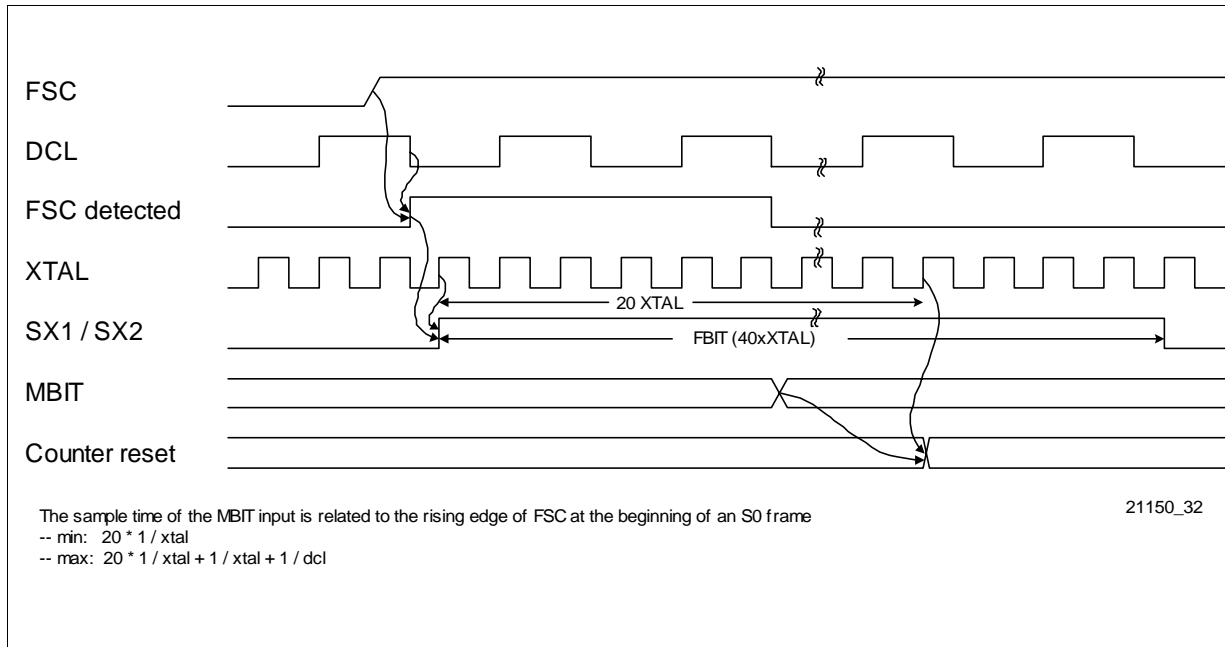 FSC
DCL
FSC detected
XTAL
20 XTAL
SX1 / SX2
FBIT (40xXTAL)
MBIT
Counter reset
The sample time of the MBIT input is related to the rising edge of FSC at the beginning of an S0 frame
-- min: 20 * 1 / xtal
-- max: 20 * 1 / xtal + 1 / xtal + 1 / dcl
21150_32